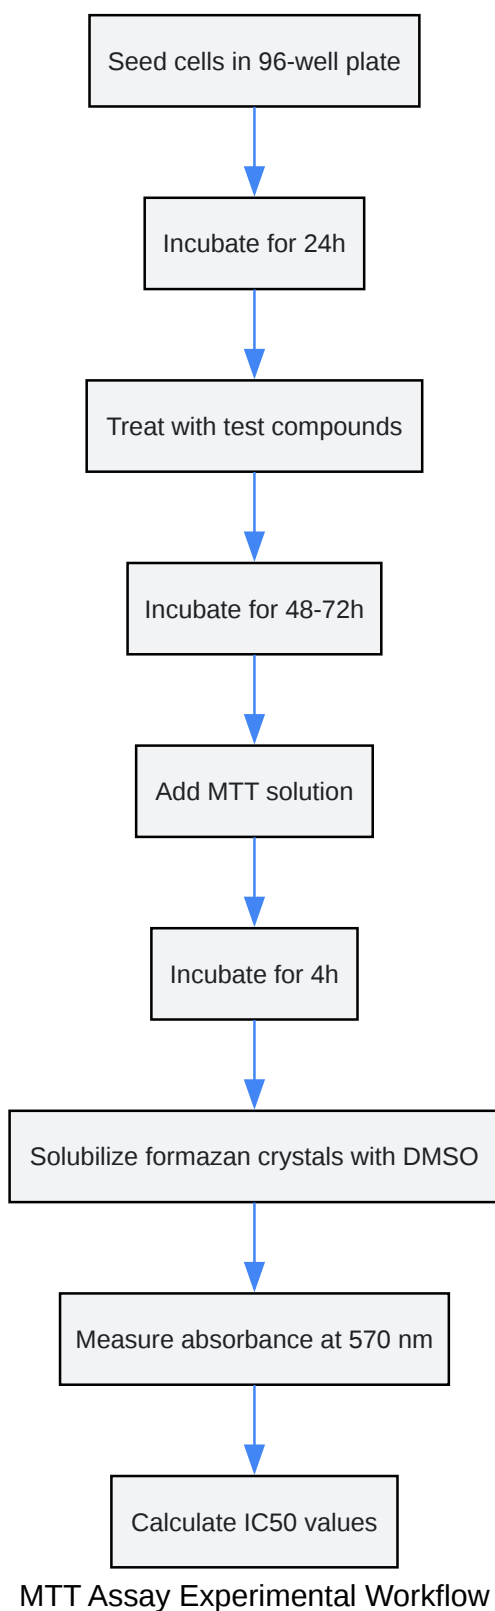 Seed cells in 96-well plate
Incubate for 24h
Treat with test compounds
Incubate for 48-72h
Add MTT solution
Incubate for 4h
Solubilize formazan crystals with DMSO
Measure absorbance at 570 nm
Calculate IC50 values
MTT Assay Experimental Workflow